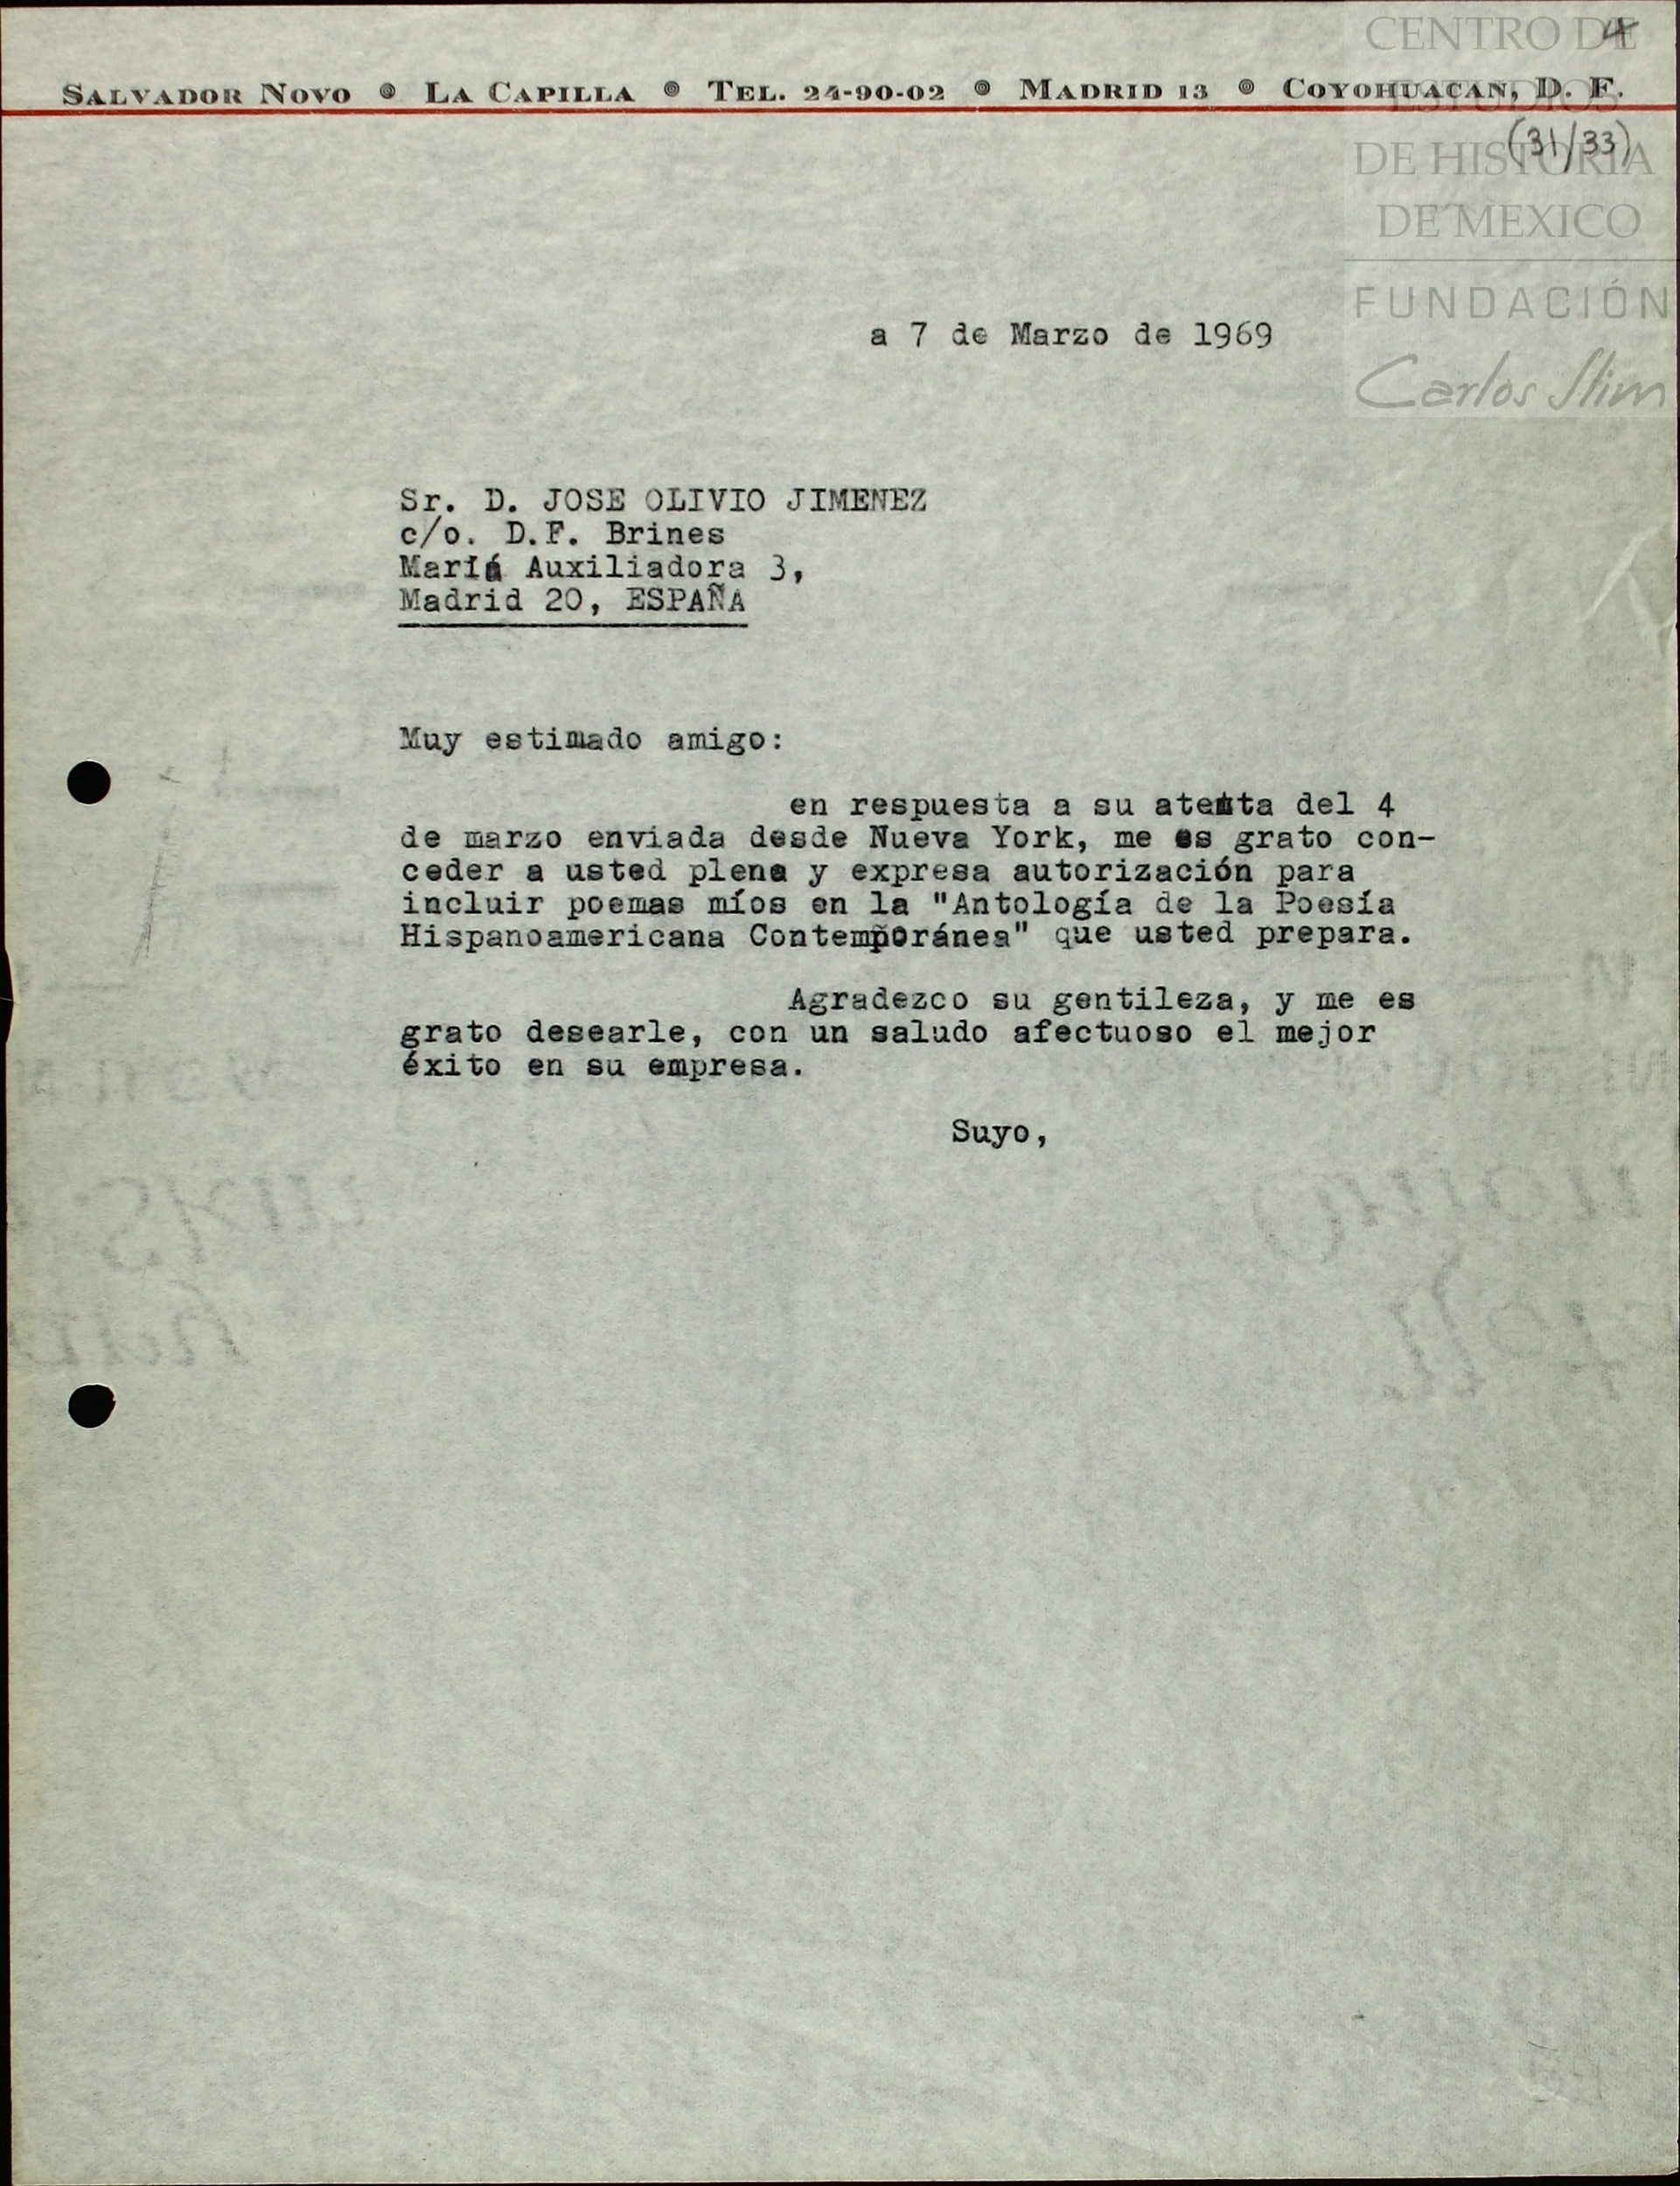 4
SALVADOR NOVO ● LA CAPILLA ● TEL. 24-90-02 ● MADRID 13 ● COYOHUACAN, D. F.
(31/33)
CENTRO DE
ESTUDIOS
DE HISTORIA
DE MEXICO
FUNDACIÓN
Carlos Slim
a 7 de Marzo de 1969
Sr. D. JOSE OLIVIO JIMENEZ
c/o. D.F. Brines
María Auxiliadora 3,
Madrid 20, ESPAÑA
Muy estimado amigo:
en respuesta a su atenta del 4
de marzo enviada desde Nueva York, me es grato con-
ceder a usted plena y expresa autorización para
incluir poemas míos en la "Antología de la Poesía
Hispanoamericana Contemporánea" que usted prepara.
Agradezco su gentileza, y me es
grato desearle, con un saludo afectuoso el mejor
éxito en su empresa.
Suyo,